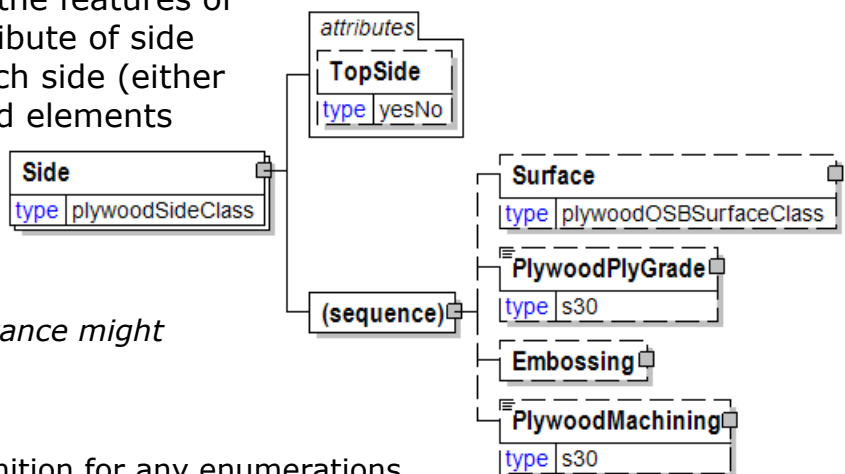 the features of
attributes
ibute of side
TopSide
ch side (either
type yesNo
d elements
Side
type plywoodSideClass
Surface
type plywoodOSBSurfaceClass
PlywoodPlyGrade
type s30
(sequence)
ance might
Embossing
PlywoodMachining
type s30
nition for any enumerations